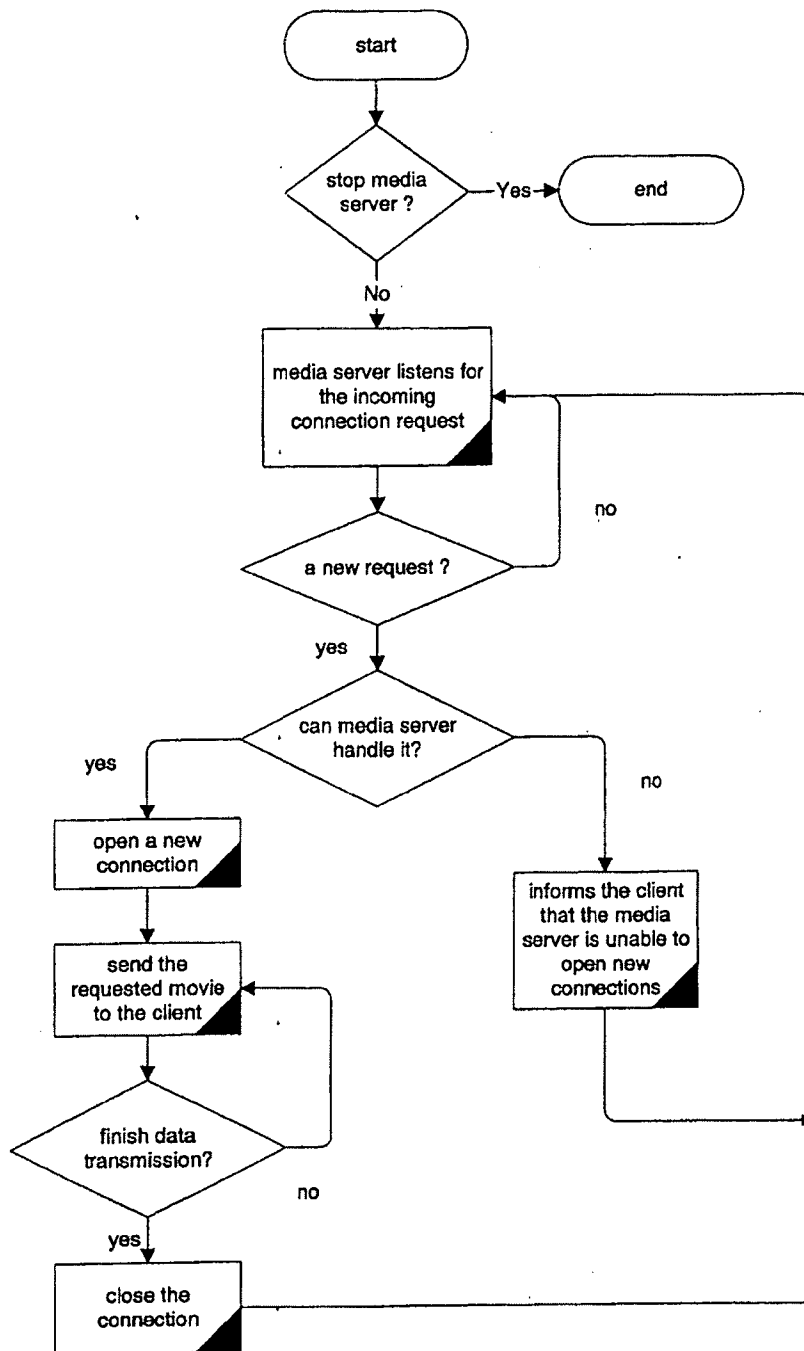 start
stop media
server ?
Yes
end
No
media server listens for
the incoming
connection request
no
a new request ?
yes
can media server
handle it?
yes
no
open a new
connection
informs the client
that the media
server is unable to
open new
connections
send the
requested movie
to the client
finish data
transmission?
no
yes
close the
connection